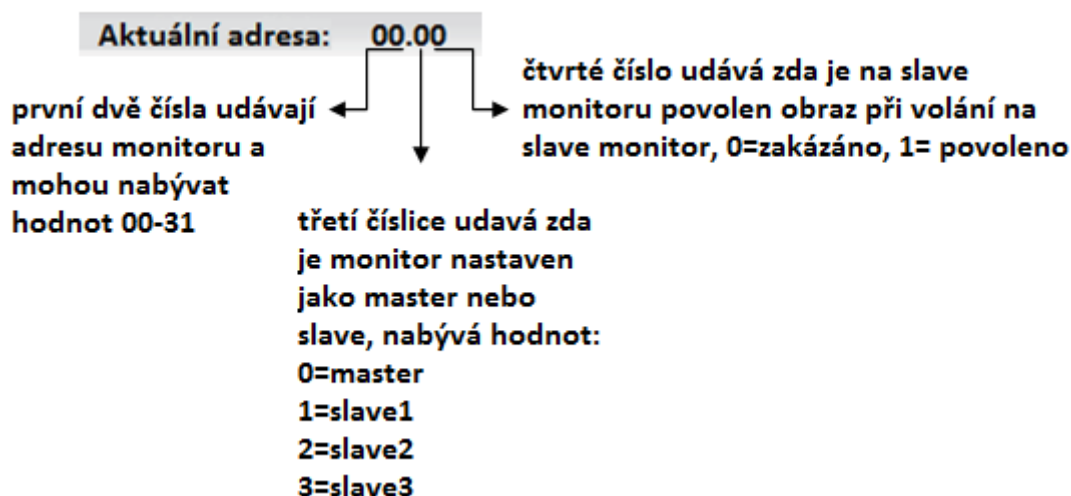 Aktuální adresa: 00.00
první dvě čísla udávají
adresu monitoru a
mohou nabývat
hodnot 00-31
čtvrté číslo udává zda je na slave
monitoru povolen obraz při volání na
slave monitor, 0=zakázáno, 1= povoleno
třetí číslice udavá zda
je monitor nastaven
jako master nebo
slave, nabývá hodnot:
0=master
1=slave1
2=slave2
3=slave3